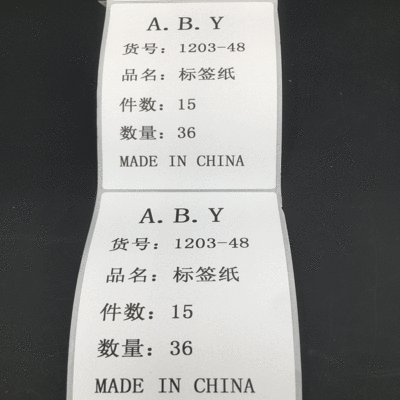 A.B.Y
货号：1203-48
品名：标签纸
件数：15
数量：36
MADE IN CHINA
A.B.Y
货号：1203-48
品名：标签纸
件数：15
数量：36
MADE IN CHINA